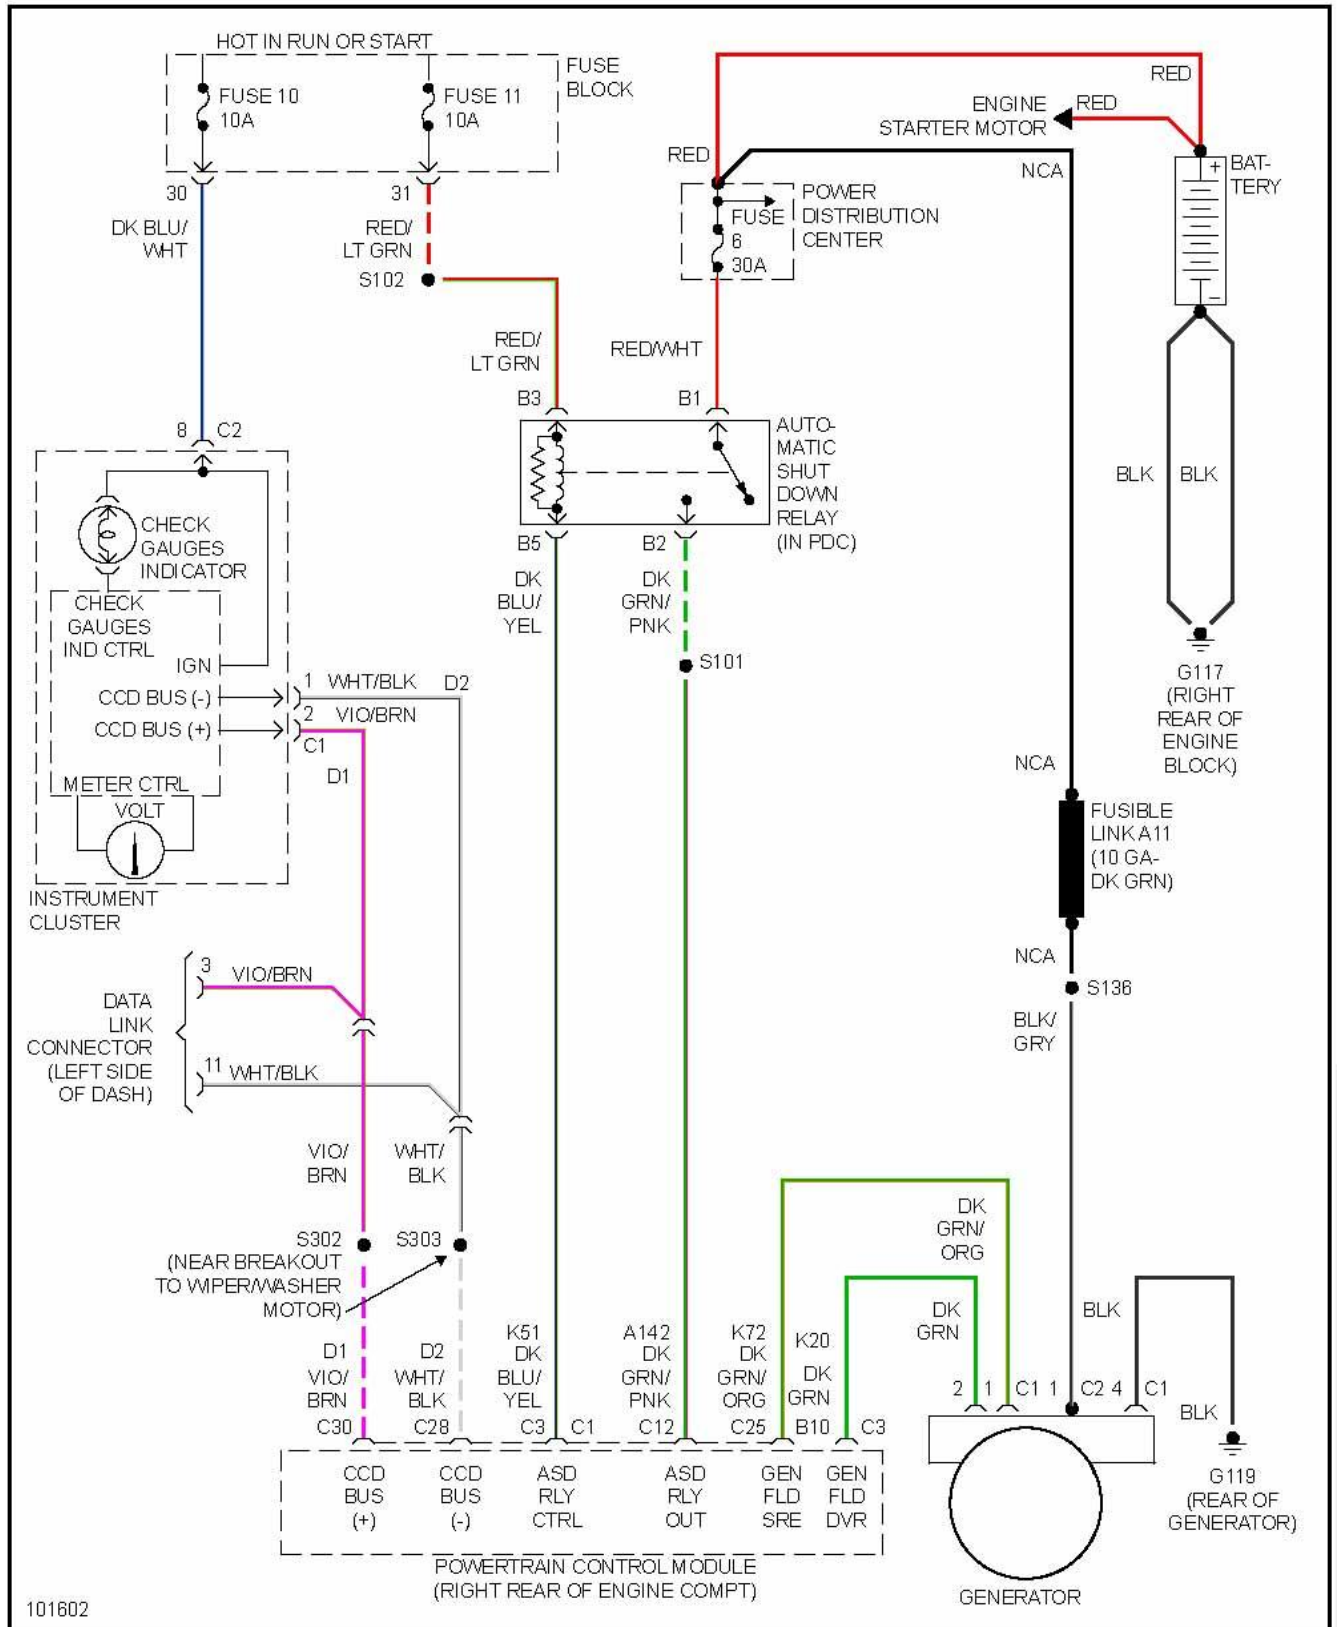 HOT IN RUN OR START
FUSE
BLOCK
FUSE 10
10A
FUSE 11
10A
30
31
DK BLU/
WHT
RED/
LT GRN
S102
RED
ENGINE
STARTER MOTOR
RED
RED
NCA
BAT-
TERY
+
−
POWER
DISTRIBUTION
CENTER
FUSE
6
30A
RED/
LT GRN
RED/WHT
B3
B1
8
C2
AUTO-
MATIC
SHUT
DOWN
RELAY
(IN PDC)
BLK
BLK
CHECK
GAUGES
INDICATOR
B5
B2
DK
BLU/
YEL
DK
GRN/
PNK
S101
CHECK
GAUGES
IND CTRL
IGN
CCD BUS (-)
CCD BUS (+)
1
WHT/BLK
D2
2
VIO/BRN
C1
D1
G117
(RIGHT
REAR OF
ENGINE
BLOCK)
METER CTRL
VOLT
INSTRUMENT
CLUSTER
NCA
FUSIBLE
LINK A11
(10 GA-
DK GRN)
NCA
S136
BLK/
GRY
3
VIO/BRN
DATA
LINK
CONNECTOR
(LEFT SIDE
OF DASH)
11
WHT/BLK
VIO/
BRN
WHT/
BLK
S302
S303
(NEAR BREAKOUT
TO WIPER/WASHER
MOTOR)
DK
GRN/
ORG
DK
GRN
BLK
D1
VIO/
BRN
D2
WHT/
BLK
K51
DK
BLU/
YEL
A142
DK
GRN/
PNK
K72
DK
GRN/
ORG
K20
DK
GRN
2
1
C1
1
C2
4
C1
BLK
C30
C28
C3
C1
C12
C25
B10
C3
CCD
BUS
(+)
CCD
BUS
(-)
ASD
RLY
CTRL
ASD
RLY
OUT
GEN
FLD
SRE
GEN
FLD
DVR
G119
(REAR OF
GENERATOR)
POWERTRAIN CONTROL MODULE
(RIGHT REAR OF ENGINE COMPT)
GENERATOR
101602